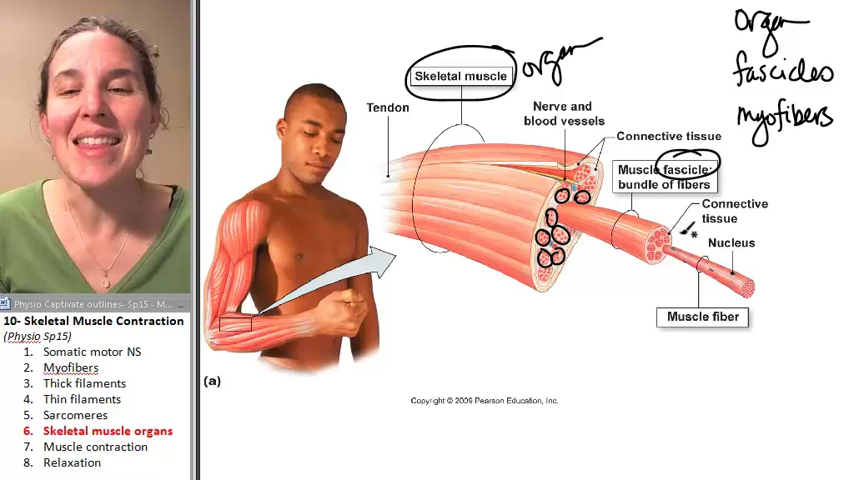 Organ
fascicles
myofibers
Skeletal muscle
organ
Tendon
Nerve and
blood vessels
Connective tissue
Muscle fascicle:
bundle of fibers
Connective
tissue
Nucleus
Muscle fiber
(a)
Copyright © 2009 Pearson Education, Inc.
Physio Captivate outlines- Sp15 - M...
10- Skeletal Muscle Contraction
(Physio Sp15)
1. Somatic motor NS
2. Myofibers
3. Thick filaments
4. Thin filaments
5. Sarcomeres
6. Skeletal muscle organs
7. Muscle contraction
8. Relaxation